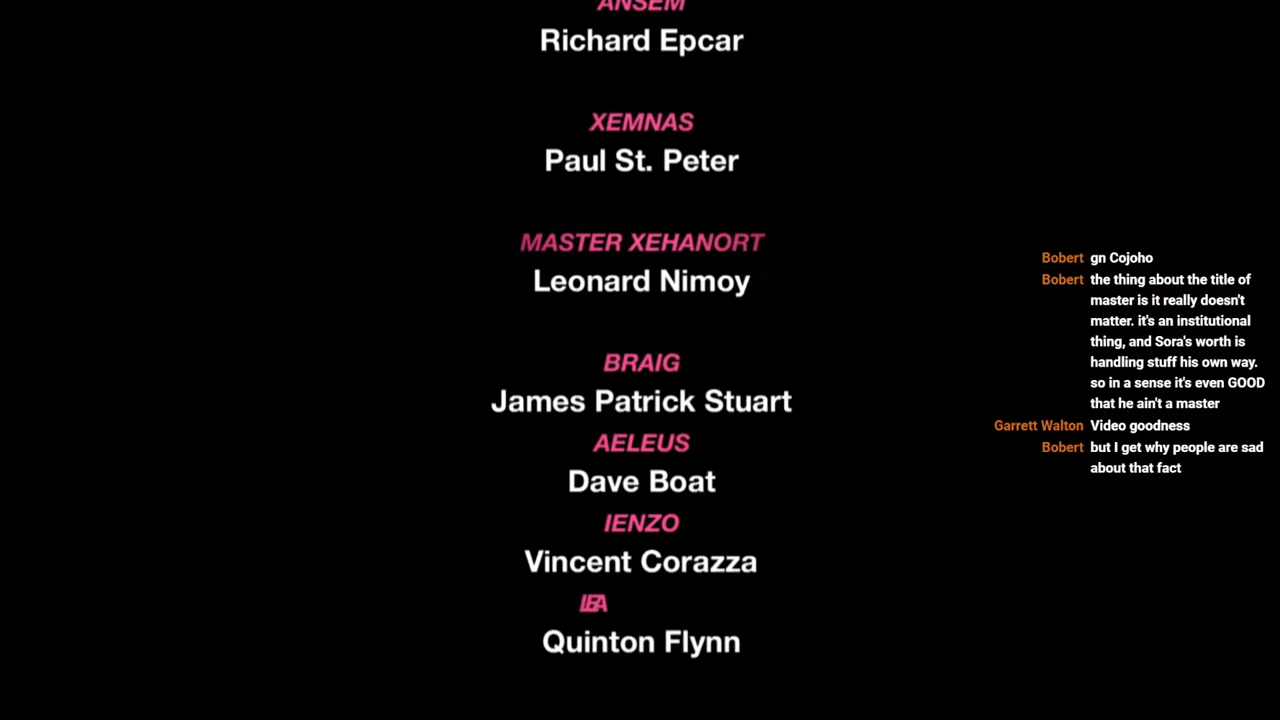 ANSEM
Richard Epcar
XEMNAS
Paul St. Peter
MASTER XEHANORT
Leonard Nimoy
BRAIG
James Patrick Stuart
AELEUS
Dave Boat
IENZO
Vincent Corazza
Quinton Flynn
Bobert gn Cojoho
Bobert the thing about the title of
master is it really doesn't
matter. it's an institutional
thing, and Sora's worth is
handling stuff his own way.
so in a sense it's even GOOD
that he ain't a master
Garrett Walton Video goodness
Bobert but I get why people are sad
about that fact